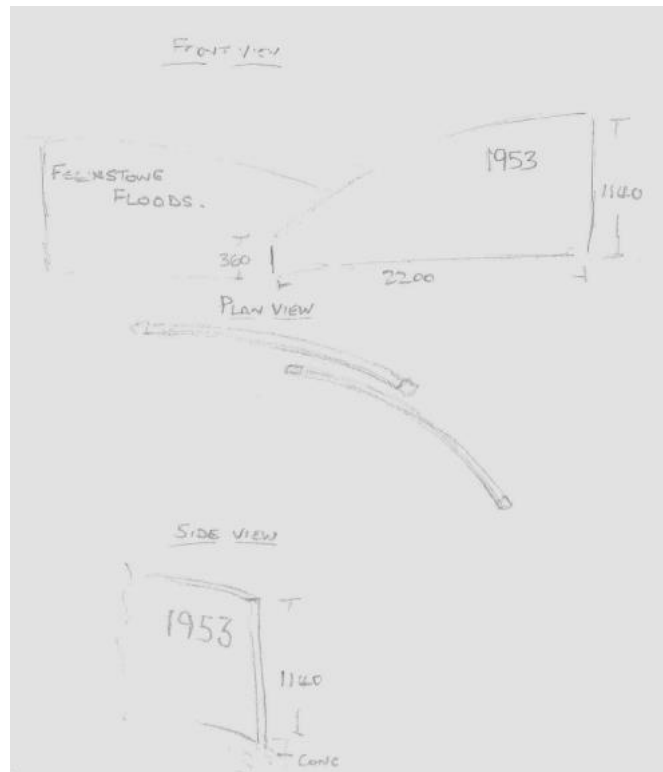 FRONT VIEW
1953
FELIXSTOWE
FLOODS.
1140
360
2200
PLAN VIEW
SIDE VIEW
1953
1140
CONC